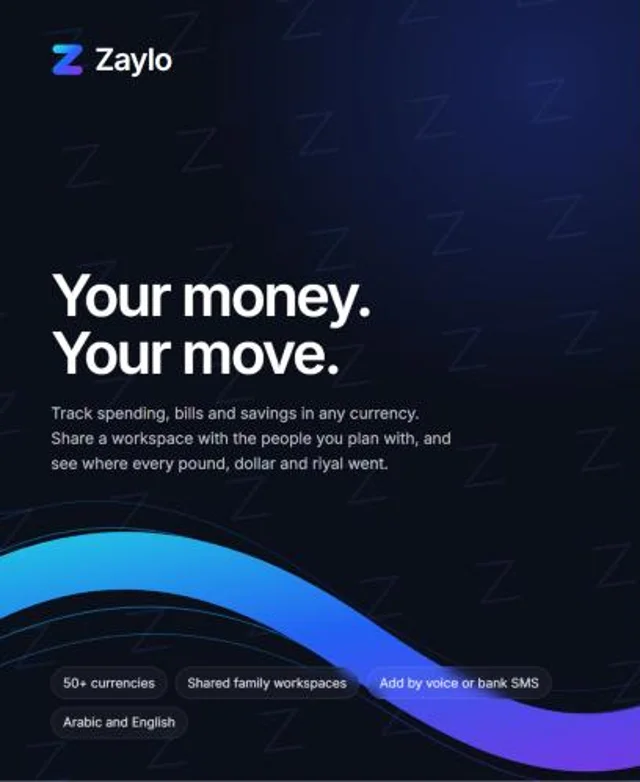 Zaylo
Your money.
Your move.
Track spending, bills and savings in any currency.
Share a workspace with the people you plan with, and
see where every pound, dollar and riyal went.
50+ currencies
Shared family workspaces
Add by voice or bank SMS
Arabic and English